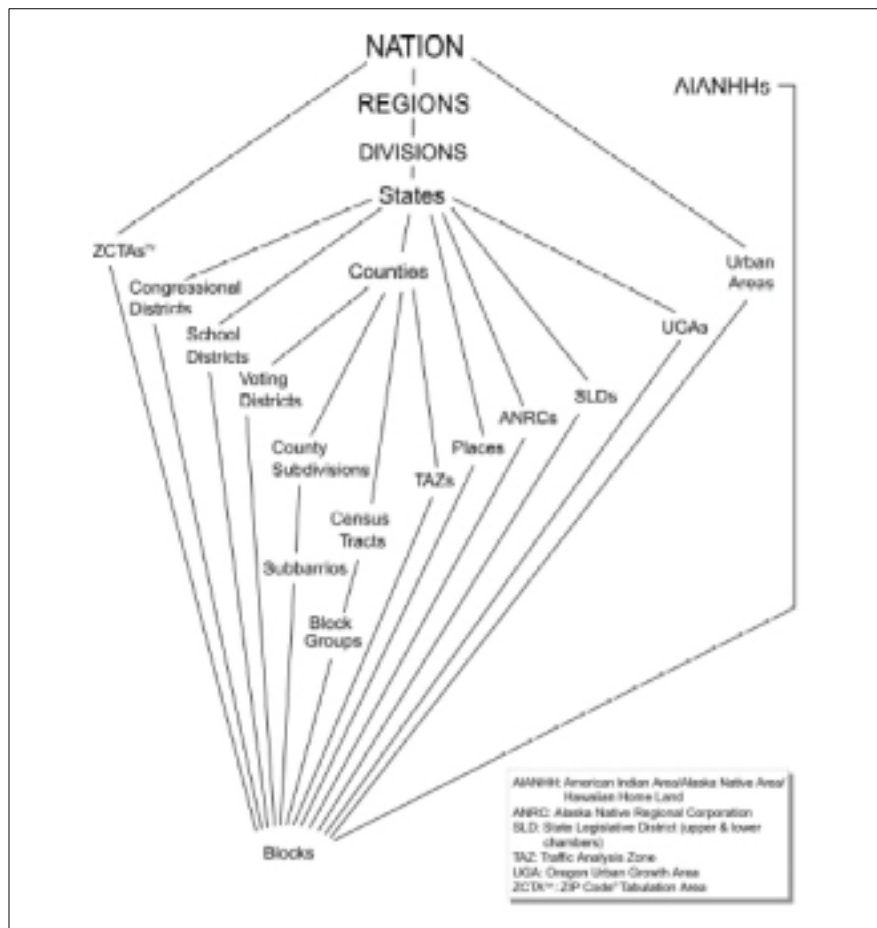 NATION
AIANHHs
REGIONS
DIVISIONS
States
ZCTAs™
Counties
Urban
Areas
Congressional
Districts
School
Districts
UGAs
Voting
Districts
SLDs
ANRCs
County
Subdivisions
Places
TAZs
Census
Tracts
Subbarrios
Block
Groups
Blocks
AIANHH: American Indian Area/Alaska Native Area/
Hawaiian Home Land
ANRC: Alaska Native Regional Corporation
SLD: State Legislative District (upper & lower
chambers)
TAZ: Traffic Analysis Zone
UGA: Oregon Urban Growth Area
ZCTA™: ZIP Code® Tabulation Area